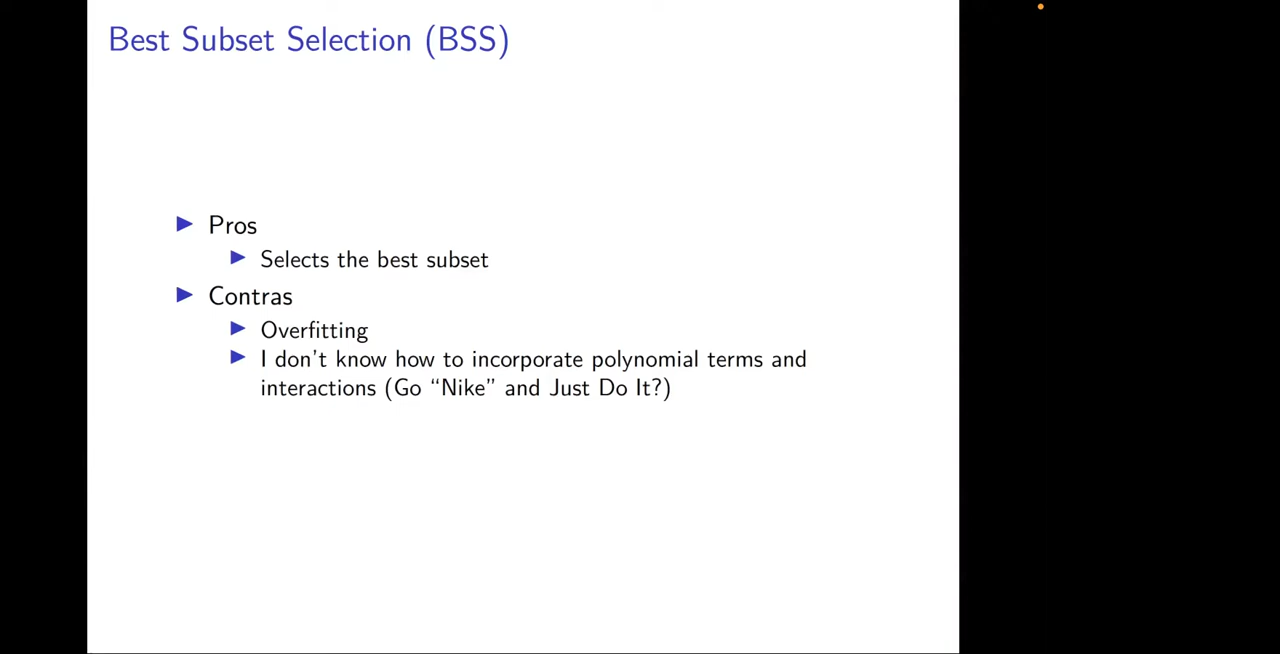 Best Subset Selection (BSS)
Pros
Selects the best subset
Contras
Overfitting
I don't know how to incorporate polynomial terms and
interactions (Go “Nike” and Just Do It?)